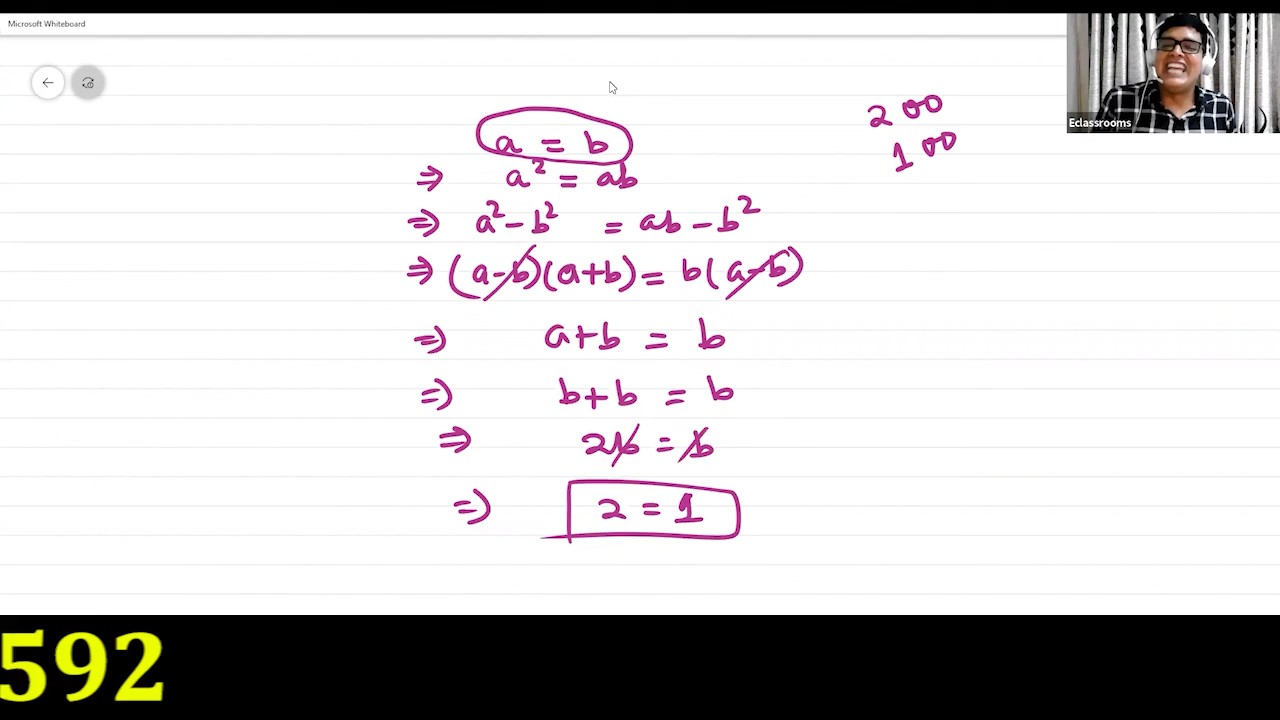 Microsoft Whiteboard
Eclassrooms
200
100
a = b
⇒ a² = ab
⇒ a² - b² = ab - b²
⇒ (a-b)(a+b) = b(a-b)
⇒ a+b = b
⇒ b+b = b
⇒ 2b = b
⇒ 2 = 1
592